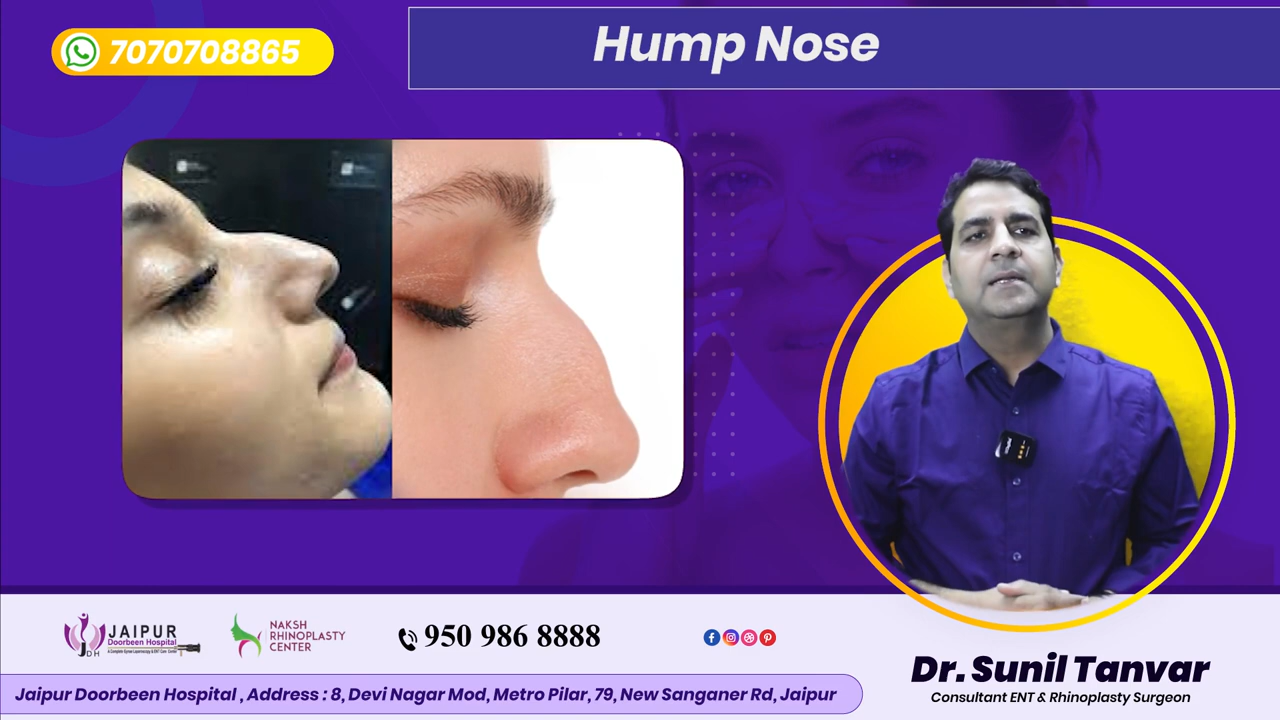 7070708865
Hump Nose
JAIPUR
Doorbeen Hospital
JDH
NAKSH
RHINOPLASTY
CENTER
950 986 8888
Dr. Sunil Tanvar
Consultant ENT & Rhinoplasty Surgeon
Jaipur Doorbeen Hospital , Address : 8, Devi Nagar Mod, Metro Pilar, 79, New Sanganer Rd, Jaipur